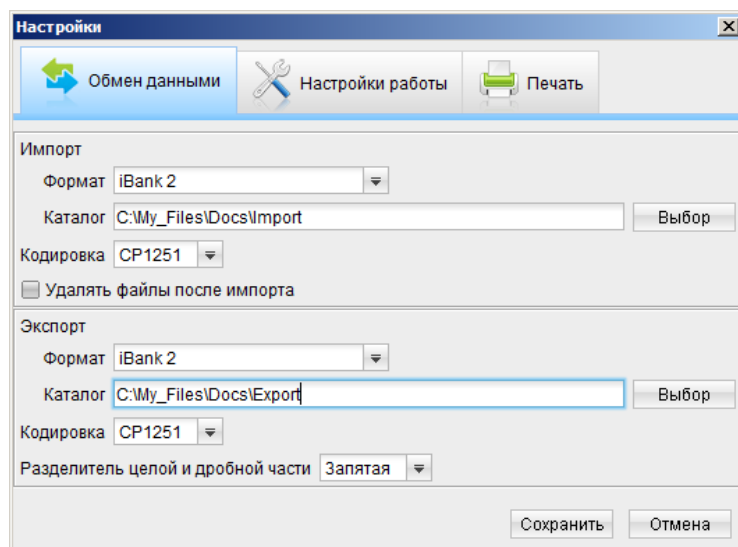 Настройки
Обмен данными Настройки работы Печать
Импорт
Формат iBank 2
Каталог C:\My_Files\Docs\Import Выбор
Кодировка CP1251
Удалять файлы после импорта
Экспорт
Формат iBank 2
Каталог C:\My_Files\Docs\Export Выбор
Кодировка CP1251
Разделитель целой и дробной части Запятая
Сохранить Отмена